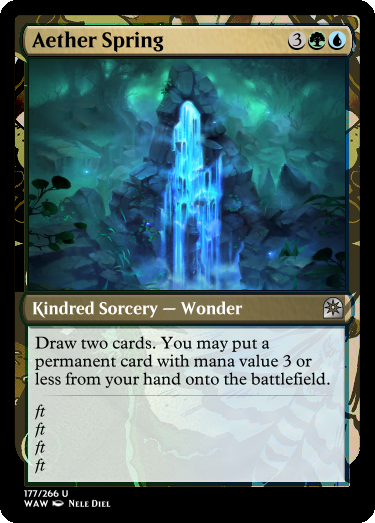 Aether Spring 3
Kindred Sorcery — Wonder
Draw two cards. You may put a
permanent card with mana value 3 or
less from your hand onto the battlefield.
ft
ft
ft
ft
177/266 U
WAW Nele Diel